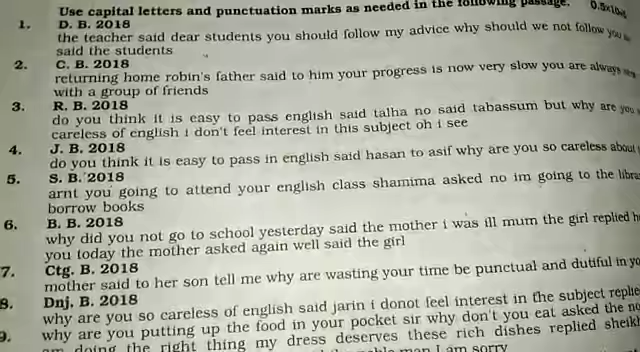 Use capital letters and punctuation marks as needed in the following passage. 0.5x10=5
1. D. B. 2018
the teacher said dear students you should follow my advice why should we not follow you
said the students
2. C. B. 2018
returning home robin's father said to him your progress is now very slow you are always
with a group of friends
3. R. B. 2018
do you think it is easy to pass english said talha no said tabassum but why are you
careless of english i don't feel interest in this subject oh i see
4. J. B. 2018
do you think it is easy to pass in english said hasan to asif why are you so careless about
5. S. B. 2018
arnt you going to attend your english class shamima asked no im going to the
borrow books
6. B. B. 2018
why did you not go to school yesterday said the mother i was ill mum the girl replied
you today the mother asked again well said the girl
7. Ctg. B. 2018
mother said to her son tell me why are wasting your time be punctual and dutiful in
8. Dnj. B. 2018
why are you so careless of english said jarin i donot feel interest in the subject
9. why are you putting up the food in your pocket sir why don't you eat asked the
doing the right thing my dress deserves these rich dishes replied
man I am sorry